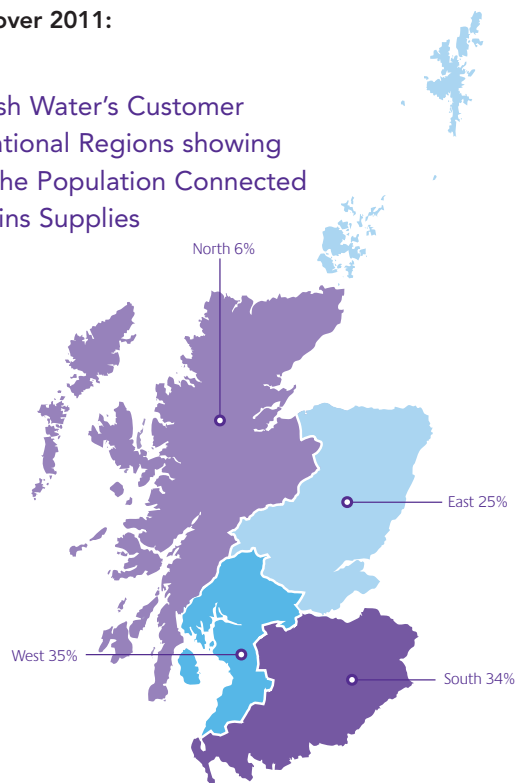 over 2011:
sh Water's Customer
ational Regions showing
he Population Connected
ins Supplies
North 6%
East 25%
West 35%
South 34%